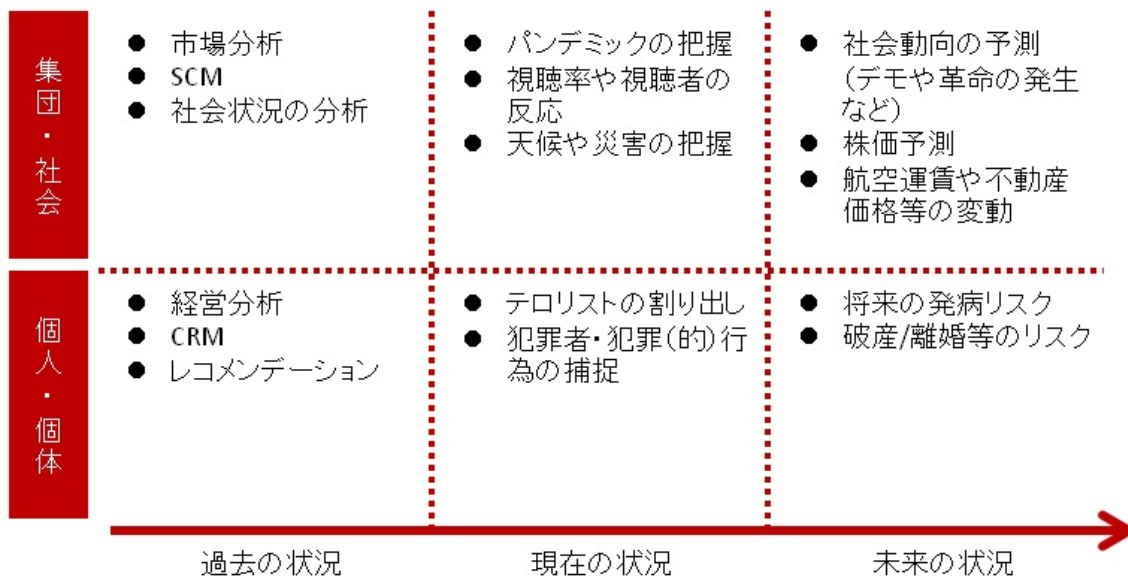 集団・社会
● 市場分析
● SCM
● 社会状況の分析
● パンデミックの把握
● 視聴率や視聴者の
反応
● 天候や災害の把握
● 社会動向の予測
（デモや革命の発生
など）
● 株価予測
● 航空運賃や不動産
価格等の変動
個人・個体
● 経営分析
● CRM
● レコメンデーション
● テロリストの割り出し
● 犯罪者・犯罪（的）行
為の捕捉
● 将来の発病リスク
● 破産/離婚等のリスク
過去の状況
現在の状況
未来の状況